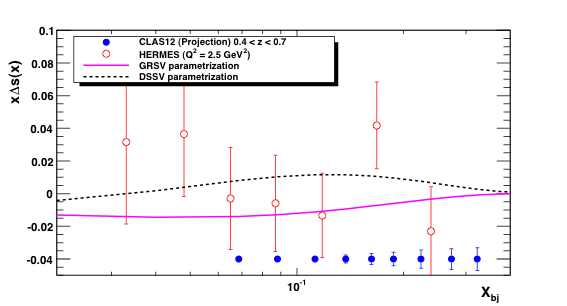 0.1
CLAS12 (Projection) 0.4 < z < 0.7
HERMES (Q² = 2.5 GeV²)
GRSV parametrization
DSSV parametrization
0.08
0.06
0.04
0.02
0
-0.02
-0.04
xΔs(x)
10⁻¹
X_bj